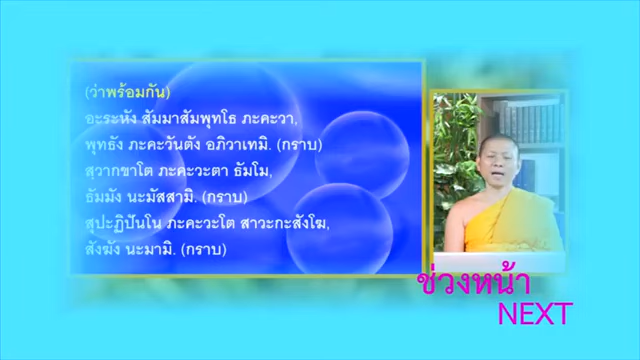 (ว่าพร้อมกัน)
อะระหัง สัมมาสัมพุทโธ ภะคะวา,
พุทธัง ภะคะวันตัง อภิวาเทมิ. (กราบ)
สฺวากขาโต ภะคะวะตา ธัมโม,
ธัมมัง นะมัสสามิ. (กราบ)
สุปะฏิปันโน ภะคะวะโต สาวะกะสังโฆ,
สังฆัง นะมามิ. (กราบ)
ช่วงหน้า
NEXT